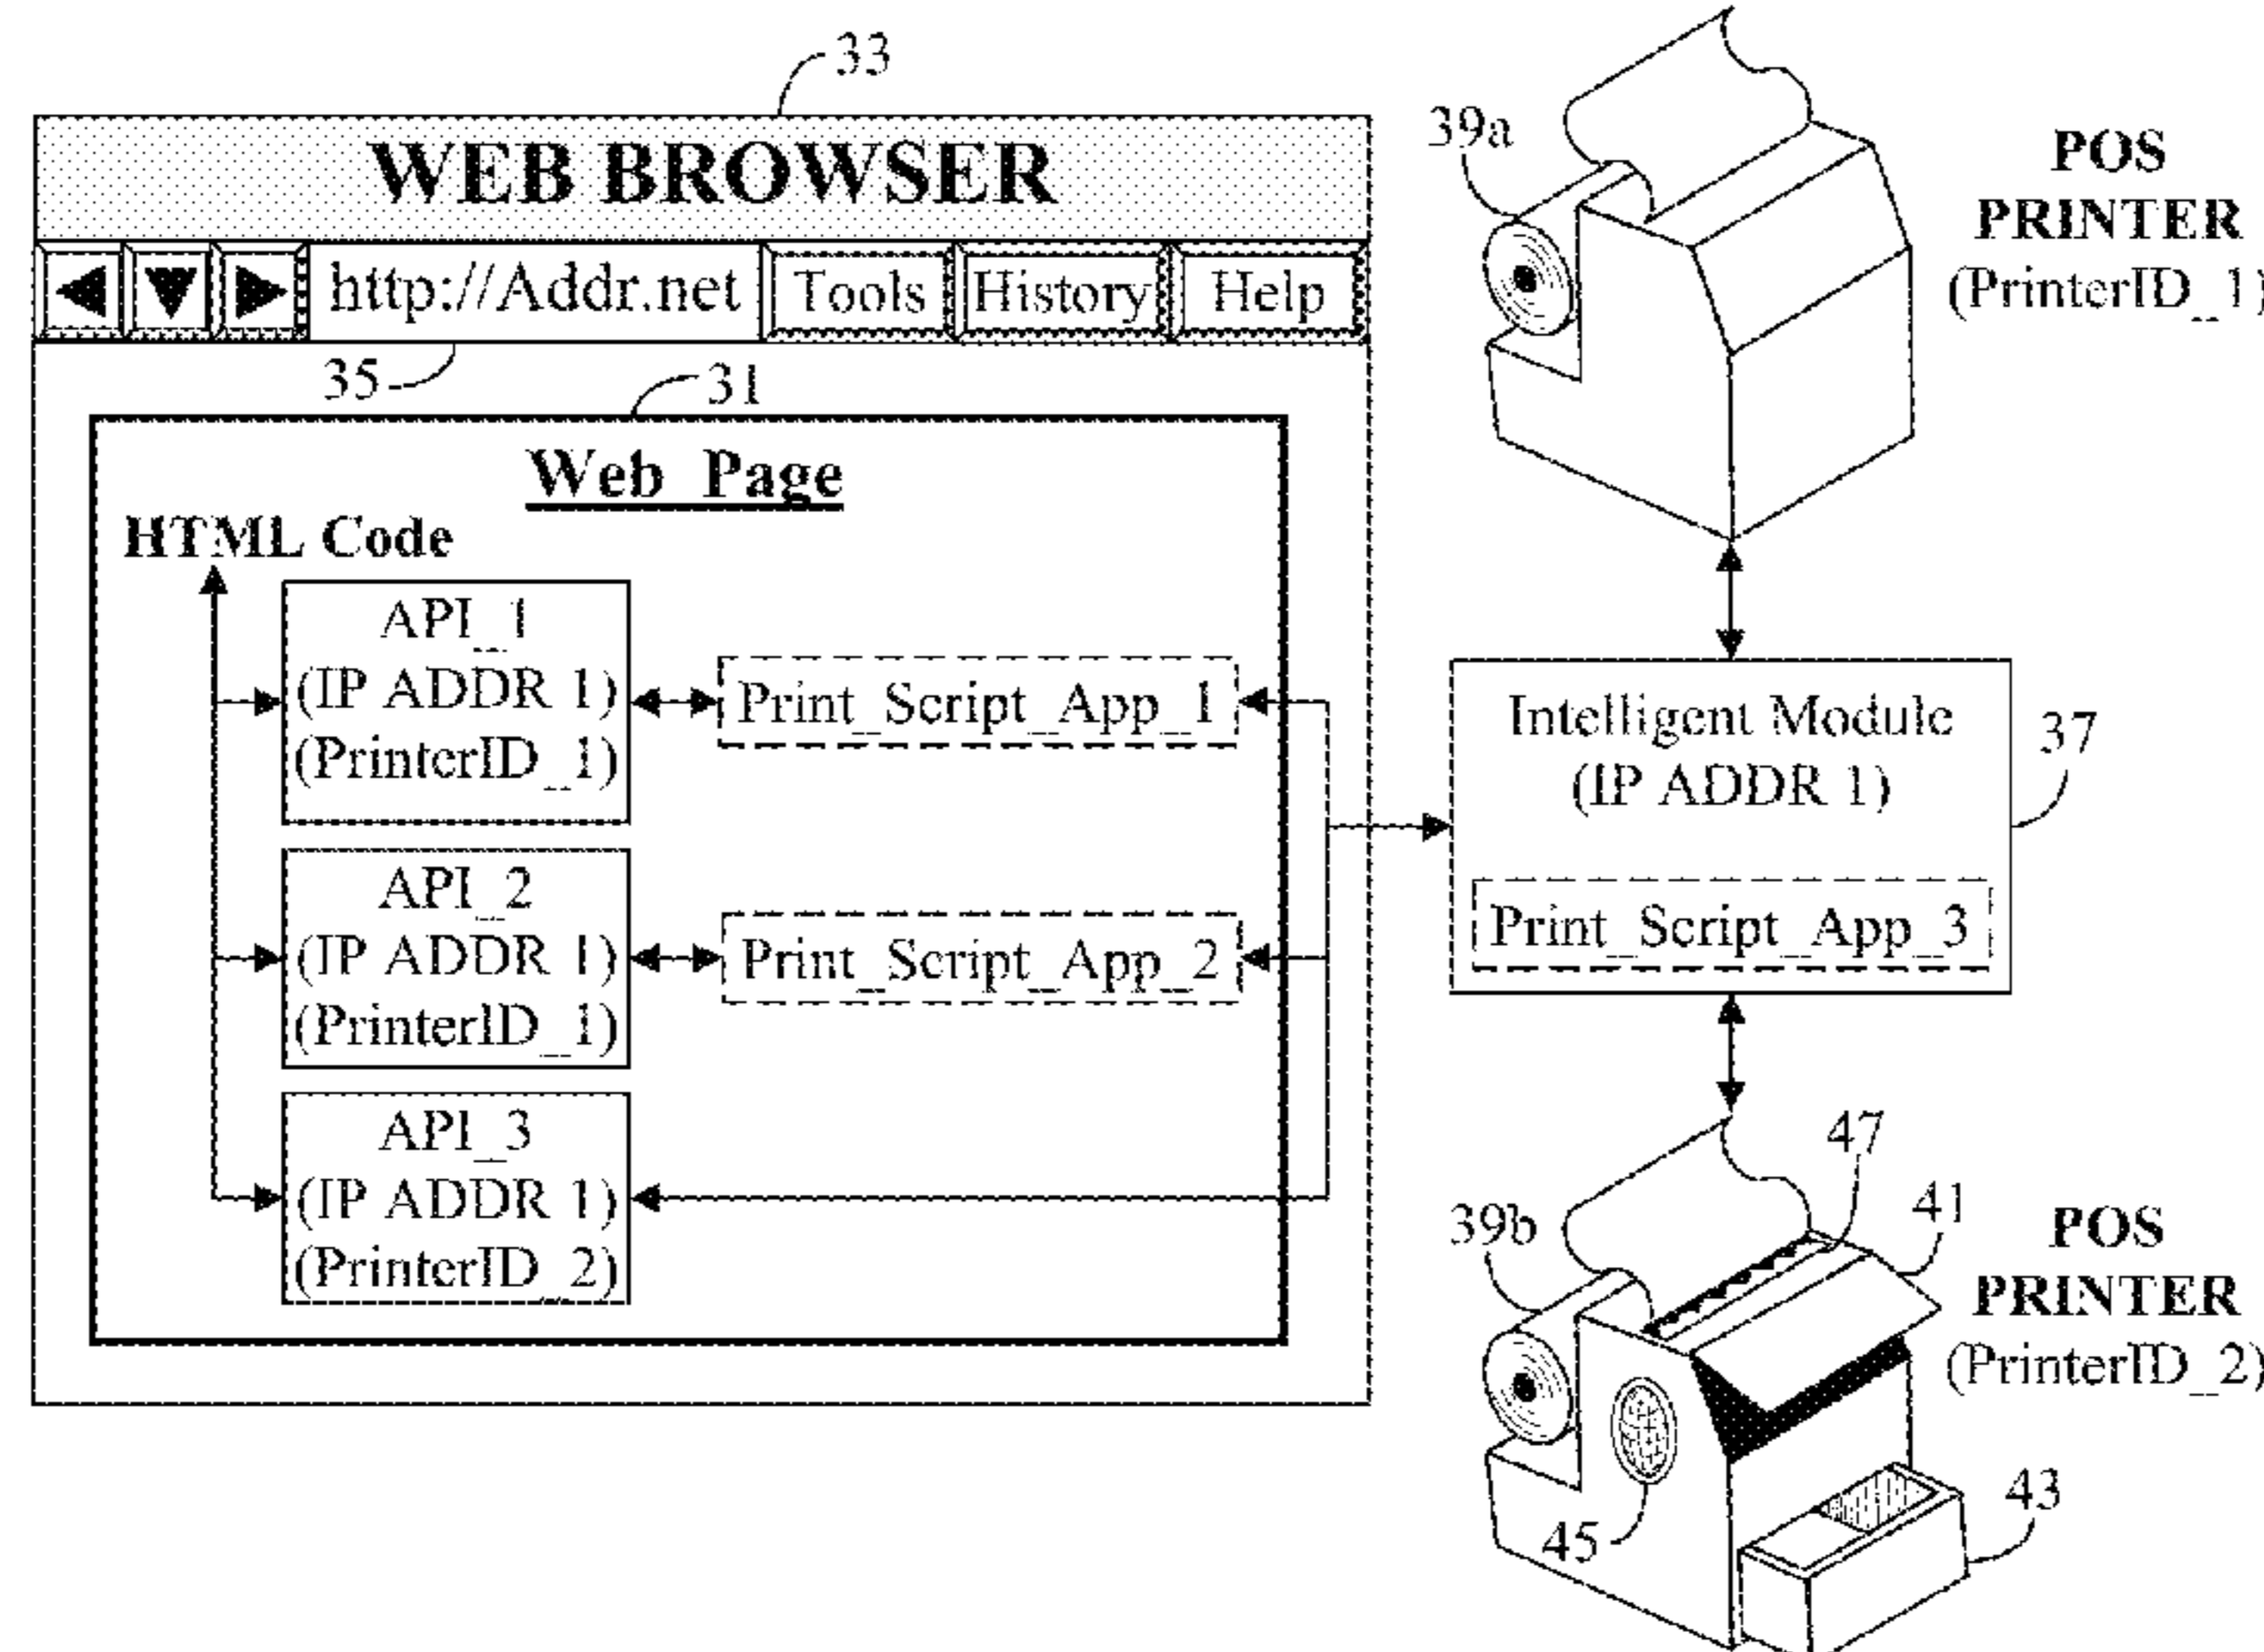 33
WEB BROWSER
http://Addr.net
Tools
History
Help
35
31
Web Page
HTML Code
API_1
(IP ADDR 1)
(PrinterID_1)
Print_Script_App_1
API_2
(IP ADDR 1)
(PrinterID_1)
Print_Script_App_2
API_3
(IP ADDR 1)
(PrinterID_2)
39a
POS
PRINTER
(PrinterID_1)
Intelligent Module
(IP ADDR 1)
Print_Script_App_3
37
47
41
39b
POS
PRINTER
(PrinterID_2)
45
43